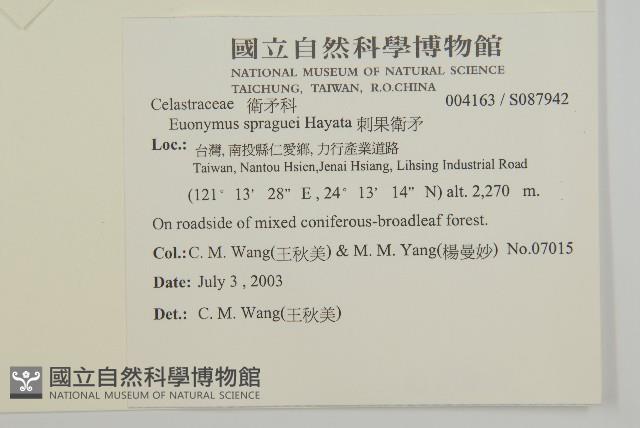 國立自然科學博物館
NATIONAL MUSEUM OF NATURAL SCIENCE
TAICHUNG, TAIWAN, R.O.CHINA
Celastraceae 衛矛科 004163 / S087942
Euonymus spraguei Hayata 刺果衛矛
Loc.: 台灣, 南投縣仁愛鄉, 力行產業道路
Taiwan, Nantou Hsien,Jenai Hsiang, Lihsing Industrial Road
(121° 13' 28" E , 24° 13' 14" N) alt. 2,270 m.
On roadside of mixed coniferous-broadleaf forest.
Col.: C. M. Wang(王秋美) & M. M. Yang(楊曼妙) No.07015
Date: July 3 , 2003
Det.: C. M. Wang(王秋美)
國立自然科學博物館
NATIONAL MUSEUM OF NATURAL SCIENCE